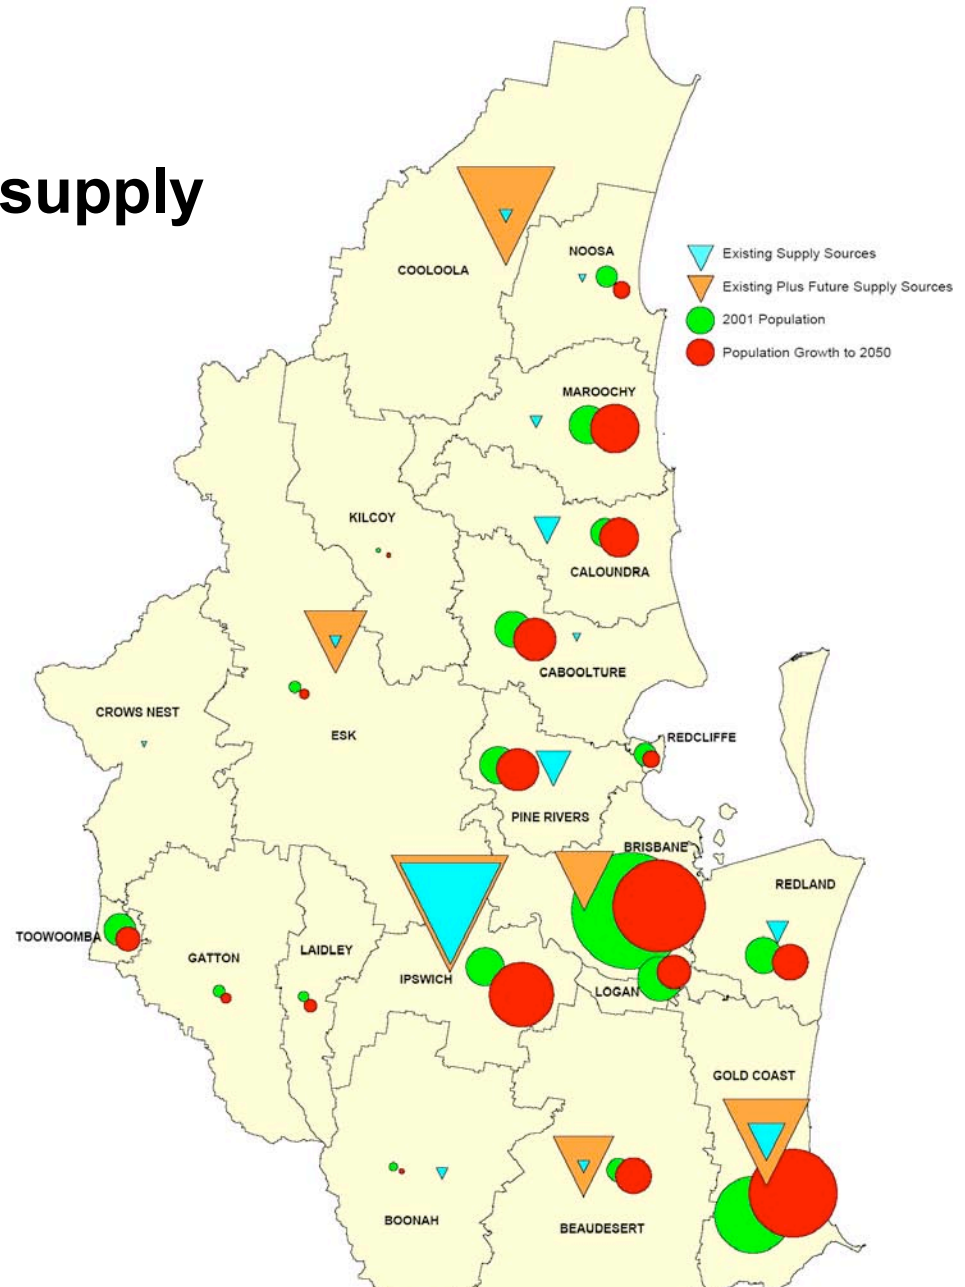 supply
NOOSA
COOLOOLA
Existing Supply Sources
Existing Plus Future Supply Sources
2001 Population
Population Growth to 2050
MAROOCHY
KILCOY
CALOUNDRA
CABOOLTURE
CROWS NEST
ESK
REDCLIFFE
PINE RIVERS
BRISBANE
REDLAND
TOOWOOMBA
GATTON
LAIDLEY
IPSWICH
LOGAN
GOLD COAST
BOONAH
BEAUDESERT